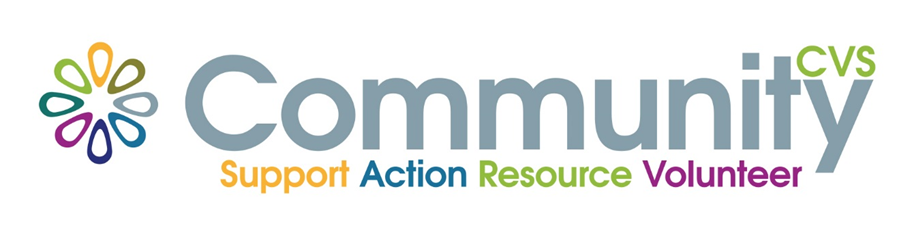 Community CVS
Support Action Resource Volunteer